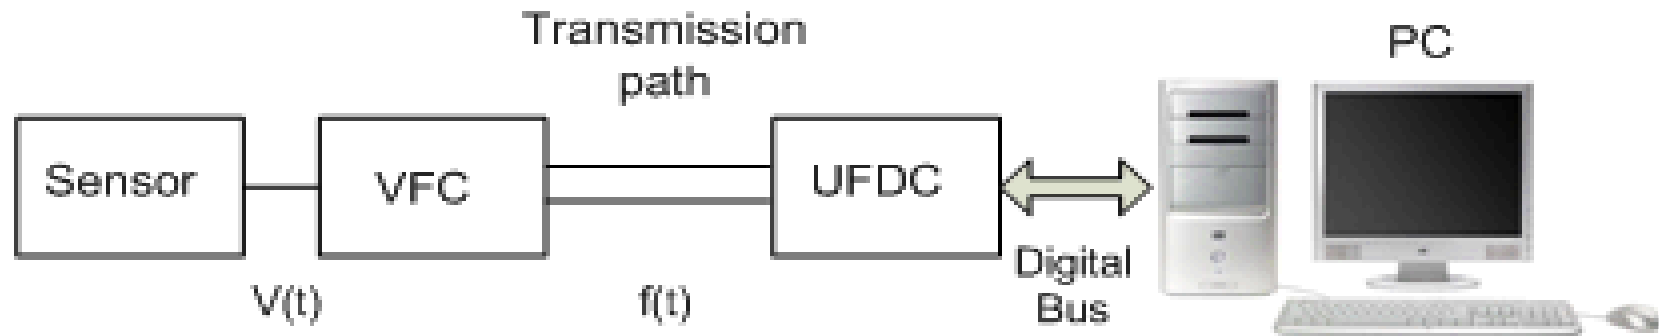 Transmission
path
PC
Sensor
VFC
UFDC
Digital
Bus
V(t)
f(t)